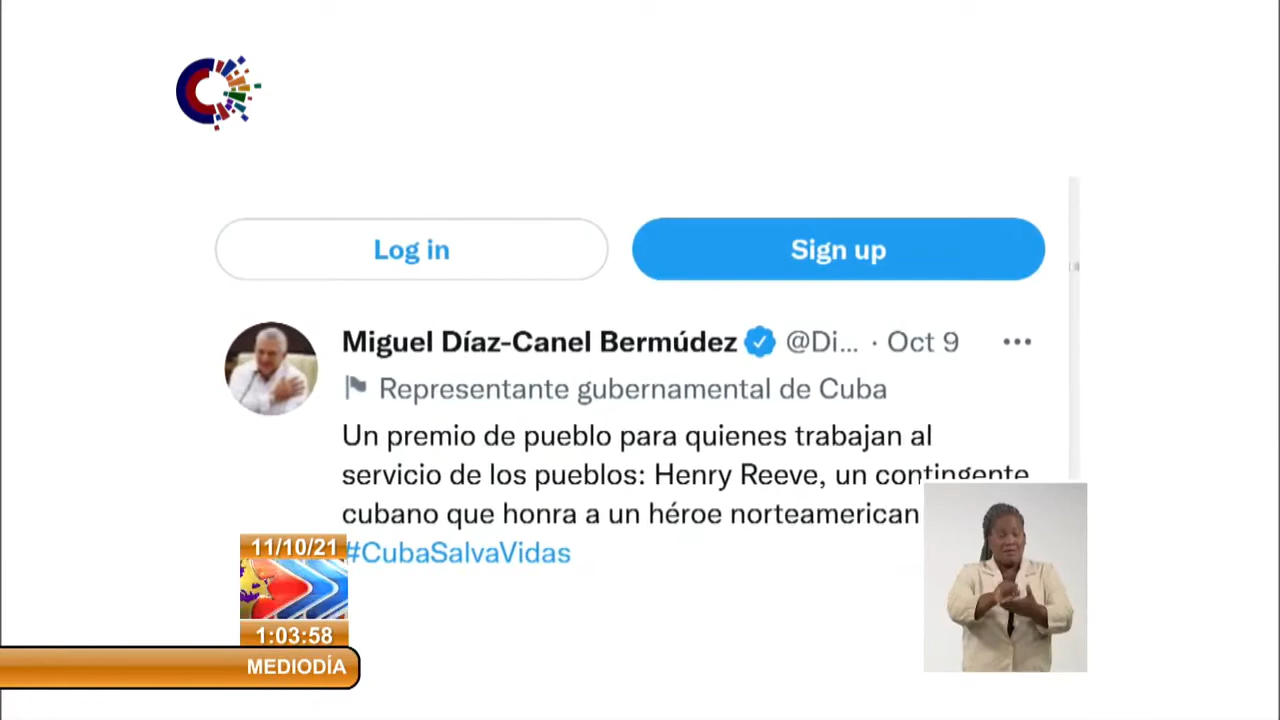 Log in
Sign up
Miguel Díaz-Canel Bermúdez @Di... · Oct 9
Representante gubernamental de Cuba
Un premio de pueblo para quienes trabajan al
servicio de los pueblos: Henry Reeve, un contingente
cubano que honra a un héroe norteamerican
#CubaSalvaVidas
11/10/21
1:03:58
MEDIODÍA